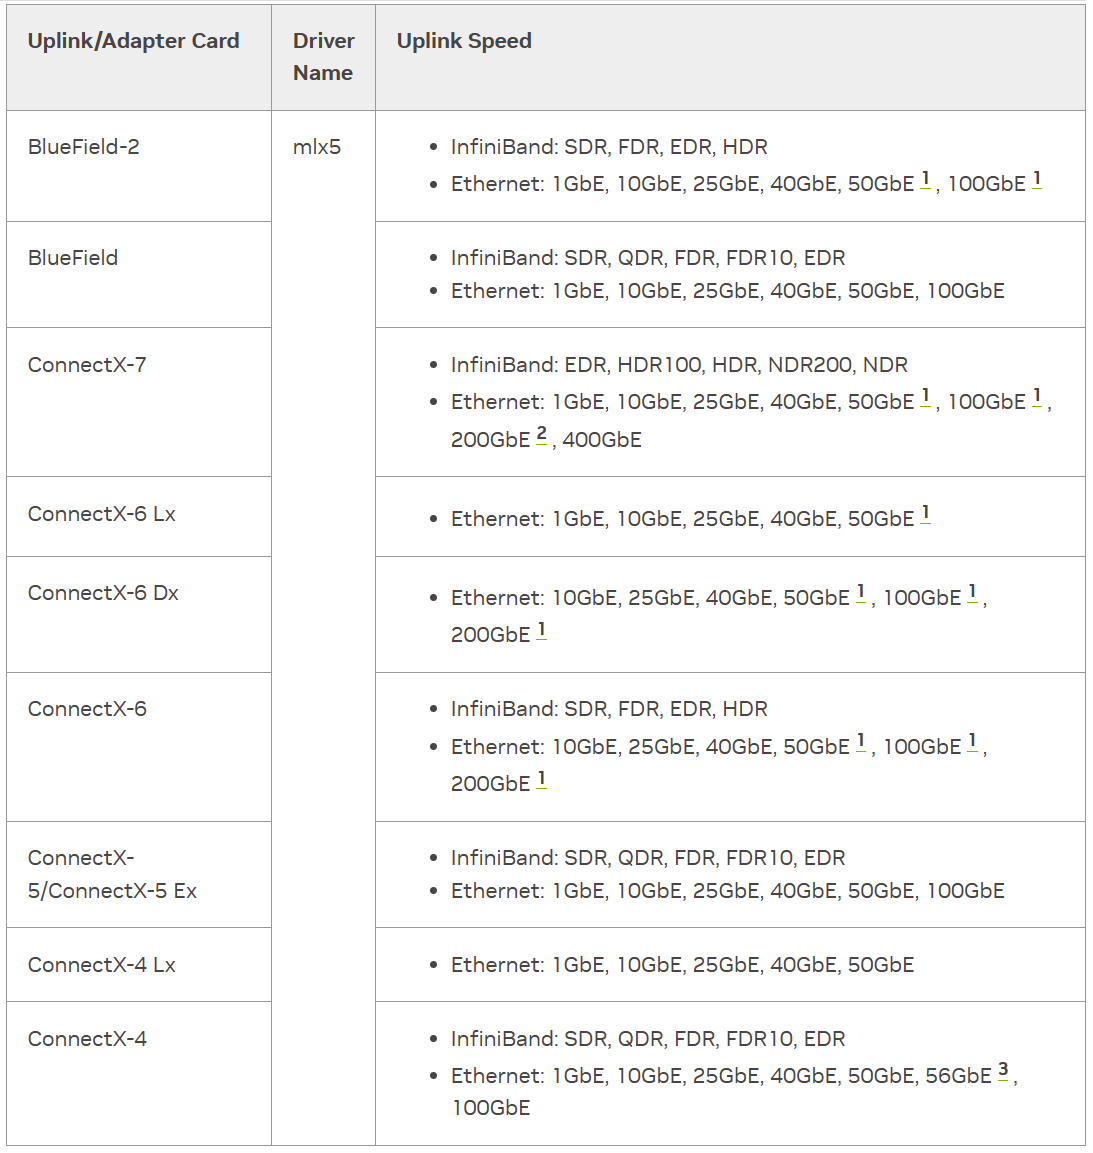 Uplink/Adapter Card
Driver
Name
Uplink Speed
BlueField-2
mlx5
• InfiniBand: SDR, FDR, EDR, HDR
• Ethernet: 1GbE, 10GbE, 25GbE, 40GbE, 50GbE 1 , 100GbE 1
BlueField
• InfiniBand: SDR, QDR, FDR, FDR10, EDR
• Ethernet: 1GbE, 10GbE, 25GbE, 40GbE, 50GbE, 100GbE
ConnectX-7
• InfiniBand: EDR, HDR100, HDR, NDR200, NDR
• Ethernet: 1GbE, 10GbE, 25GbE, 40GbE, 50GbE 1 , 100GbE 1 ,
200GbE 2 , 400GbE
ConnectX-6 Lx
• Ethernet: 1GbE, 10GbE, 25GbE, 40GbE, 50GbE 1
ConnectX-6 Dx
• Ethernet: 10GbE, 25GbE, 40GbE, 50GbE 1 , 100GbE 1 ,
200GbE 1
ConnectX-6
• InfiniBand: SDR, FDR, EDR, HDR
• Ethernet: 10GbE, 25GbE, 40GbE, 50GbE 1 , 100GbE 1 ,
200GbE 1
ConnectX-
5/ConnectX-5 Ex
• InfiniBand: SDR, QDR, FDR, FDR10, EDR
• Ethernet: 1GbE, 10GbE, 25GbE, 40GbE, 50GbE, 100GbE
ConnectX-4 Lx
• Ethernet: 1GbE, 10GbE, 25GbE, 40GbE, 50GbE
ConnectX-4
• InfiniBand: SDR, QDR, FDR, FDR10, EDR
• Ethernet: 1GbE, 10GbE, 25GbE, 40GbE, 50GbE, 56GbE 3 ,
100GbE